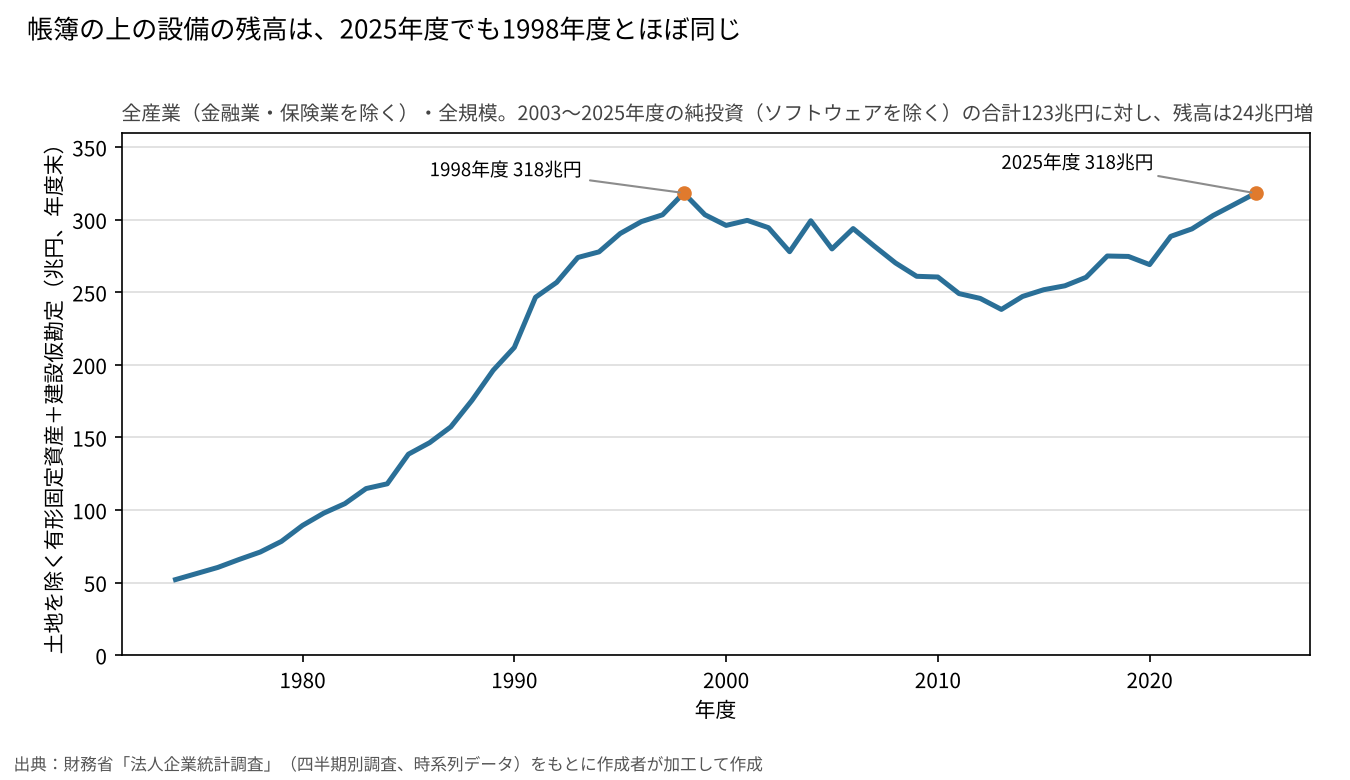 帳簿の上の設備の残高は、2025年度でも1998年度とほぼ同じ
全産業（金融業・保険業を除く）・全規模。2003～2025年度の純投資（ソフトウェアを除く）の合計123兆円に対し、残高は24兆円増
土地を除く有形固定資産＋建設仮勘定（兆円、年度末）
350
300
250
200
150
100
50
0
1998年度 318兆円
2025年度 318兆円
1980
1990
2000
2010
2020
年度
出典：財務省「法人企業統計調査」（四半期別調査、時系列データ）をもとに作成者が加工して作成